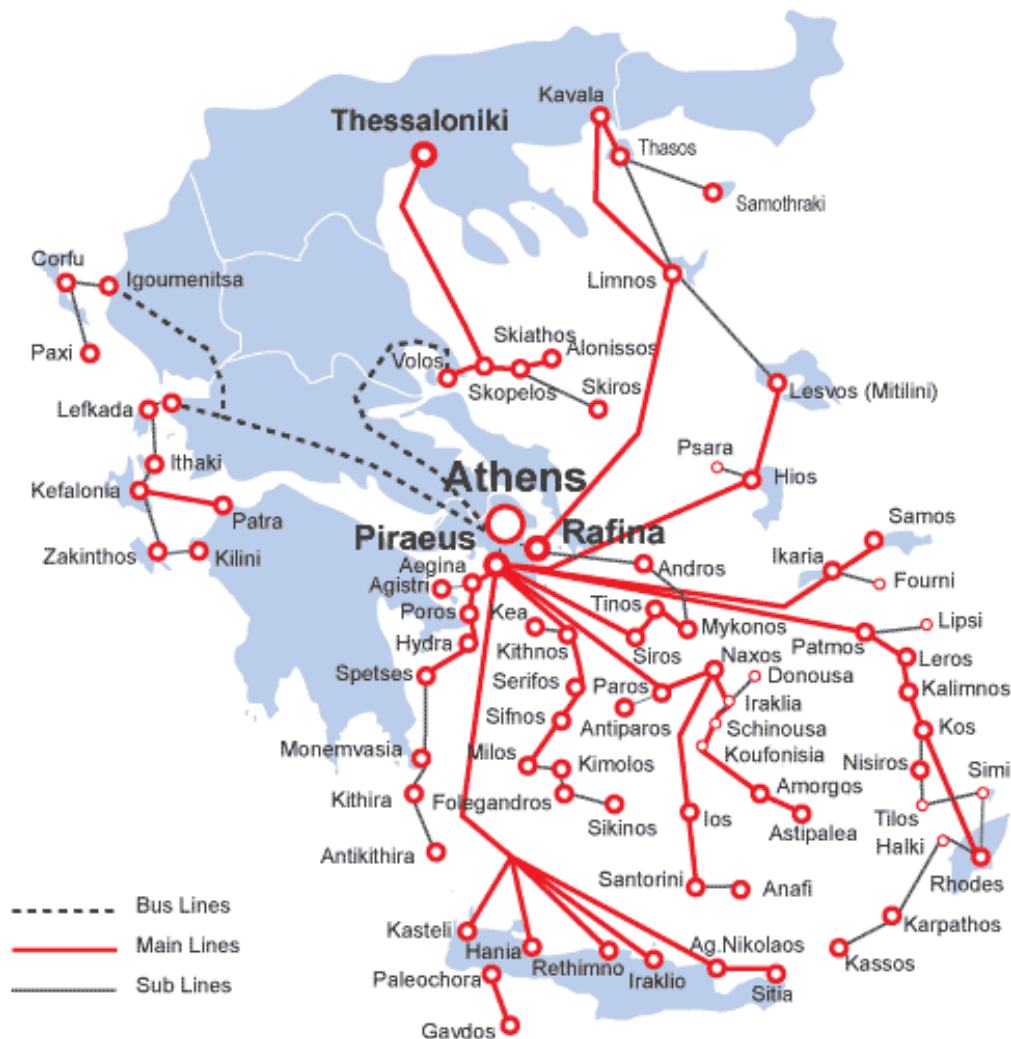 Kavala
Thessaloniki
Thasos
Samothraki
Corfu
Igoumenitsa
Limnos
Paxi
Volos
Skiathos
Alonissos
Skopelos
Skiros
Lesvos (Mitilini)
Lefkada
Ithaki
Psara
Hios
Kefalonia
Patra
Athens
Zakinthos
Kilini
Piraeus
Rafina
Samos
Ikaria
Fourni
Aegina
Agistri
Andros
Poros
Kea
Tinos
Lipsi
Hydra
Kithnos
Siros
Mykonos
Patmos
Spetses
Serifos
Paros
Naxos
Leros
Donousa
Kalimnos
Iraklia
Sifnos
Antiparos
Schinousa
Kos
Monemvasia
Milos
Kimolos
Koufonisia
Nisiros
Simi
Kithira
Folegandros
Amorgos
Sikinos
Ios
Astipalea
Tilos
Halki
Antikithira
Santorini
Anafi
Rhodes
Bus Lines
Karpathos
Kasteli
Main Lines
Hania
Rethimno
Iraklio
Ag.Nikolaos
Kassos
Paleochora
Sitia
Sub Lines
Gavdos